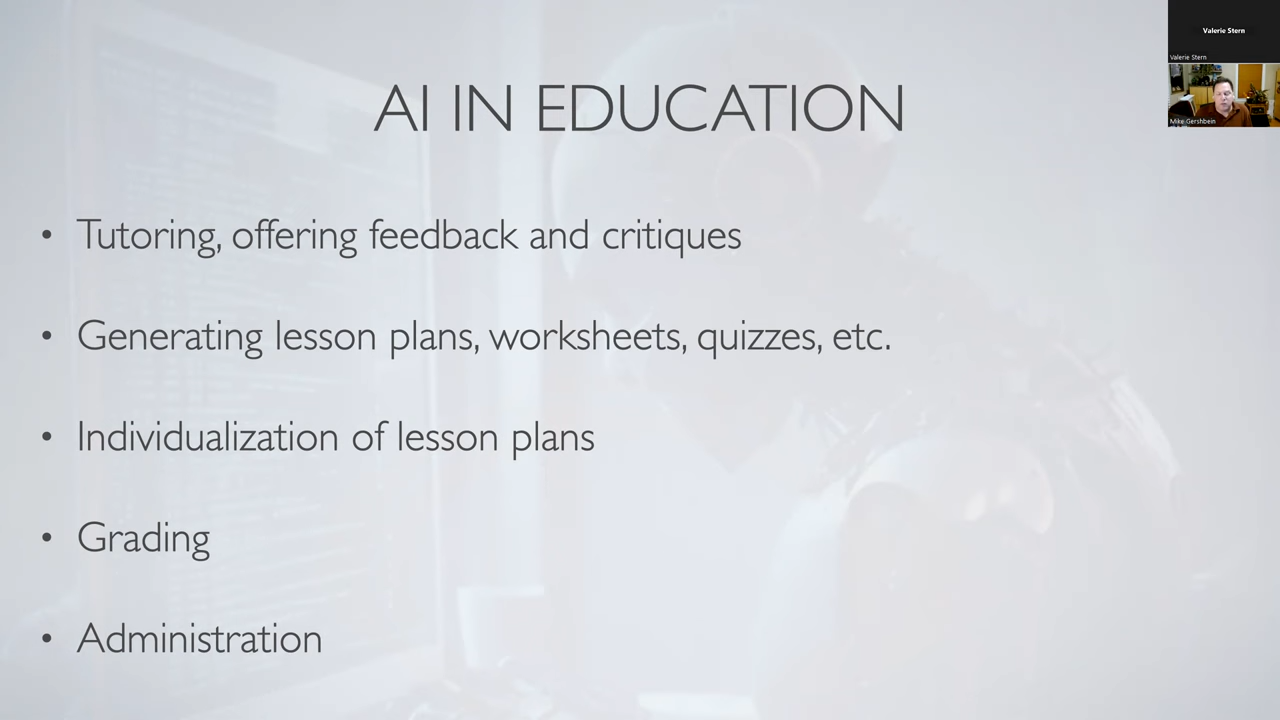 AI IN EDUCATION
• Tutoring, offering feedback and critiques
• Generating lesson plans, worksheets, quizzes, etc.
• Individualization of lesson plans
• Grading
• Administration
Valerie Stern
Valerie Stern
Mike Gershbein